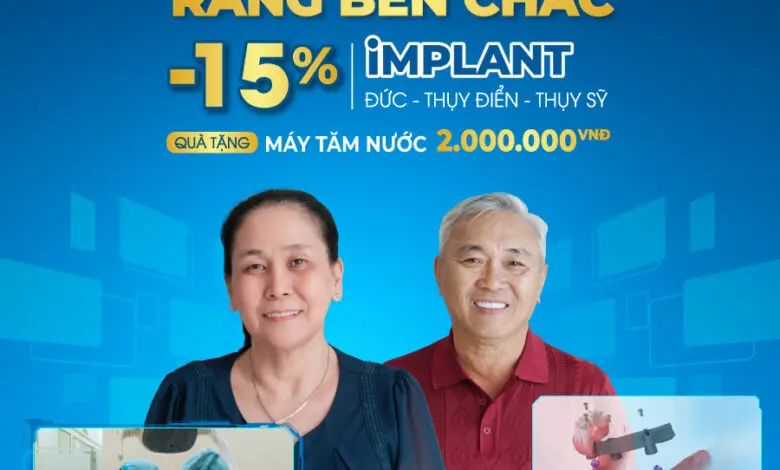 RĂNG BỀN CHẮC
-15%
iMPLANT
ĐỨC - THỤY ĐIỂN - THỤY SỸ
QUÀ TẶNG MÁY TĂM NƯỚC 2.000.000VNĐ